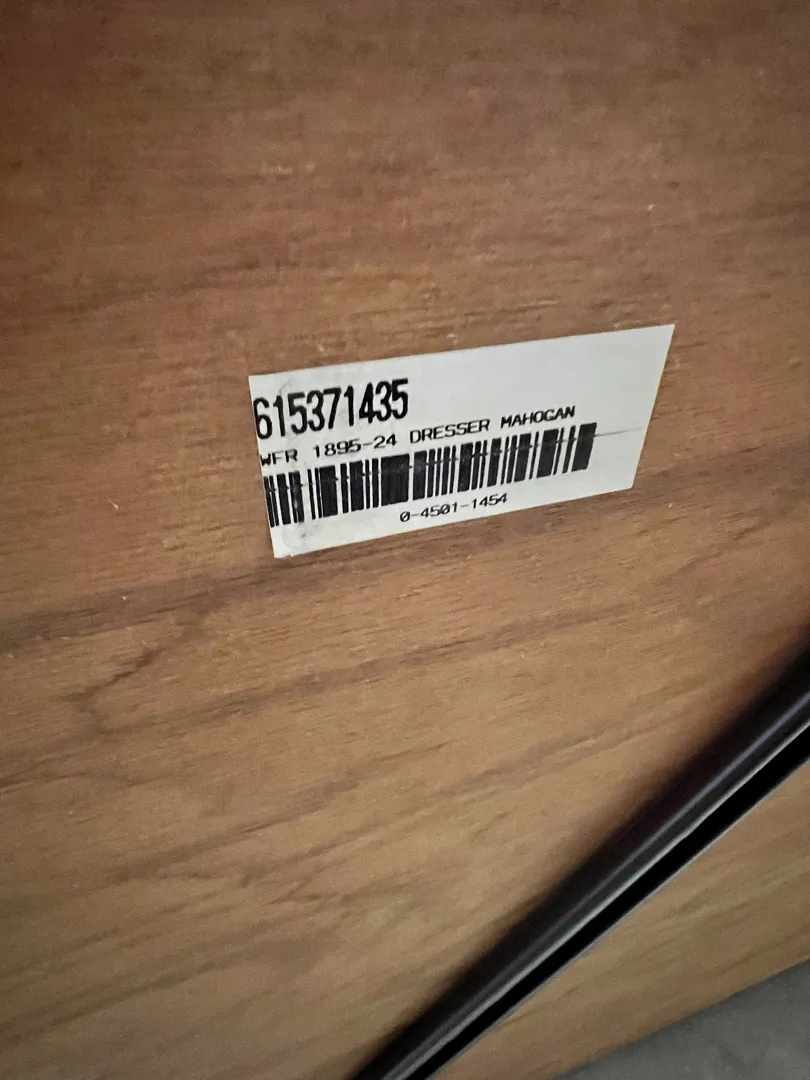 615371435
WFR 1895-24 DRESSER MAHOGAN
0-4501-1454